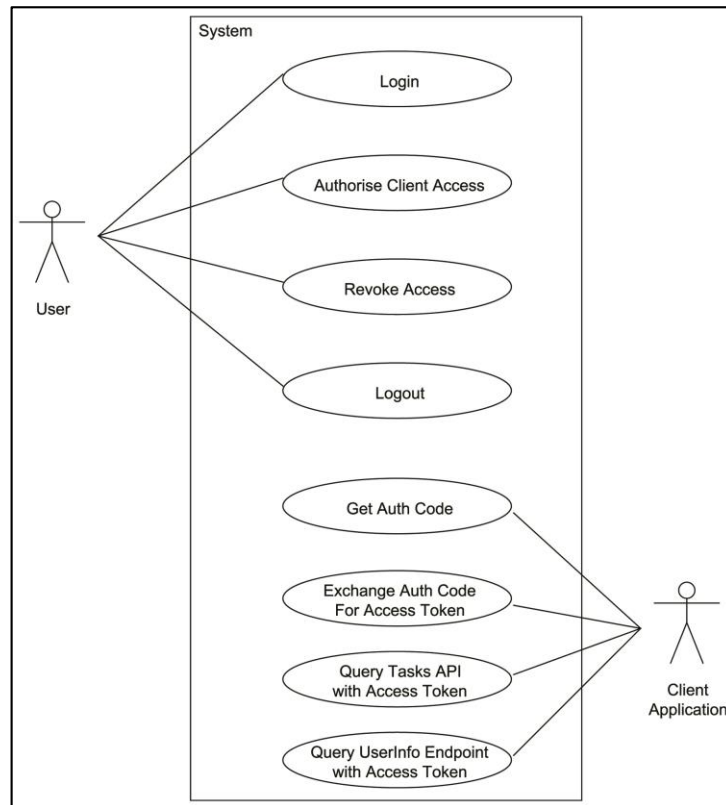 System
Login
Authorise Client Access
User
Revoke Access
Logout
Get Auth Code
Exchange Auth Code
For Access Token
Query Tasks API
with Access Token
Client
Application
Query UserInfo Endpoint
with Access Token